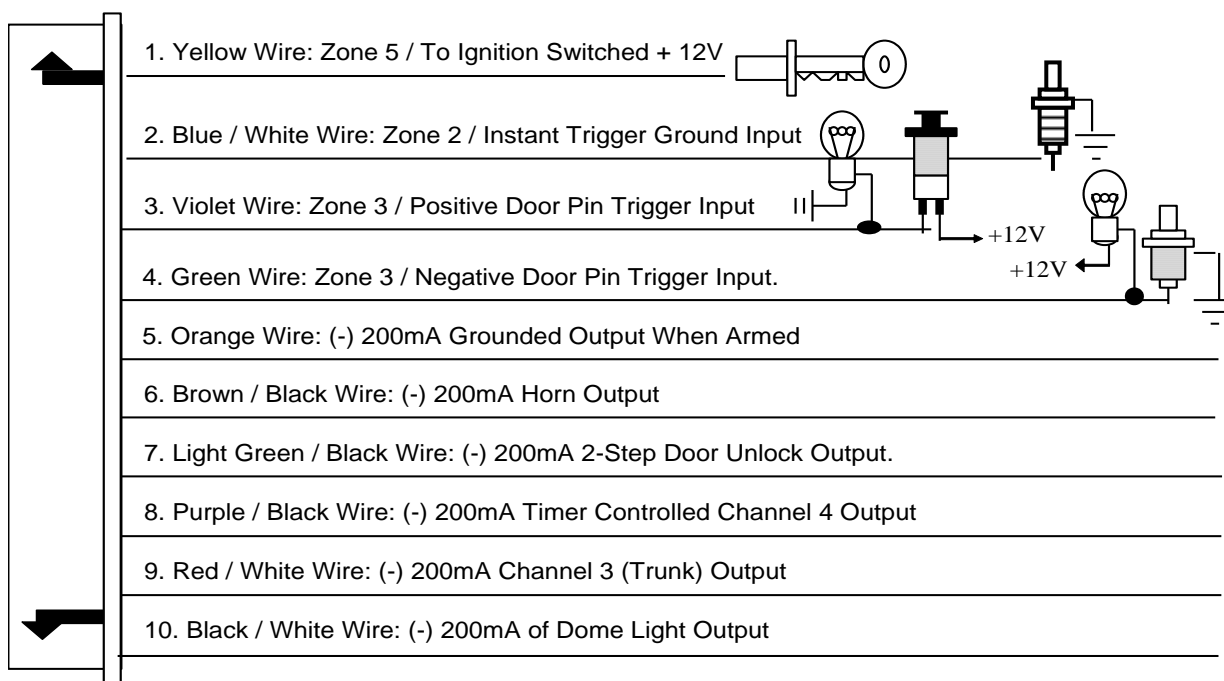 1. Yellow Wire: Zone 5 / To Ignition Switched + 12V
2. Blue / White Wire: Zone 2 / Instant Trigger Ground Input
3. Violet Wire: Zone 3 / Positive Door Pin Trigger Input
+12V
+12V
4. Green Wire: Zone 3 / Negative Door Pin Trigger Input.
5. Orange Wire: (-) 200mA Grounded Output When Armed
6. Brown / Black Wire: (-) 200mA Horn Output
7. Light Green / Black Wire: (-) 200mA 2-Step Door Unlock Output.
8. Purple / Black Wire: (-) 200mA Timer Controlled Channel 4 Output
9. Red / White Wire: (-) 200mA Channel 3 (Trunk) Output
10. Black / White Wire: (-) 200mA of Dome Light Output